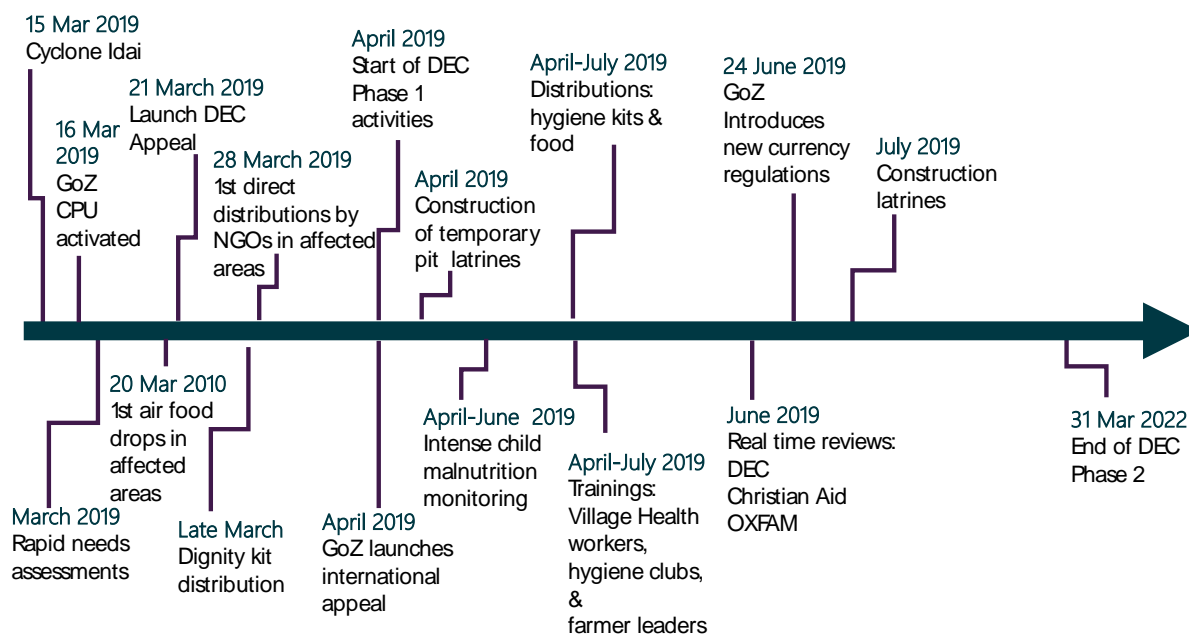 15 Mar 2019
Cyclone Idai
16 Mar
2019
GoZ
CPU
activated
21 March 2019
Launch DEC
Appeal
28 March 2019
1st direct
distributions by
NGOs in affected
areas
April 2019
Start of DEC
Phase 1
activities
April 2019
Construction
of temporary
pit latrines
April-July 2019
Distributions:
hygiene kits &
food
24 June 2019
GoZ
Introduces
new currency
regulations
July 2019
Construction
latrines
March 2019
Rapid needs
assessments
20 Mar 2010
1st air food
drops in
affected
areas
Late March
Dignity kit
distribution
April 2019
GoZ launches
international
appeal
April-June 2019
Intense child
malnutrition
monitoring
April-July 2019
Trainings:
Village Health
workers,
hygiene clubs,
&
farmer leaders
June 2019
Real time reviews:
DEC
Christian Aid
OXFAM
31 Mar 2022
End of DEC
Phase 2